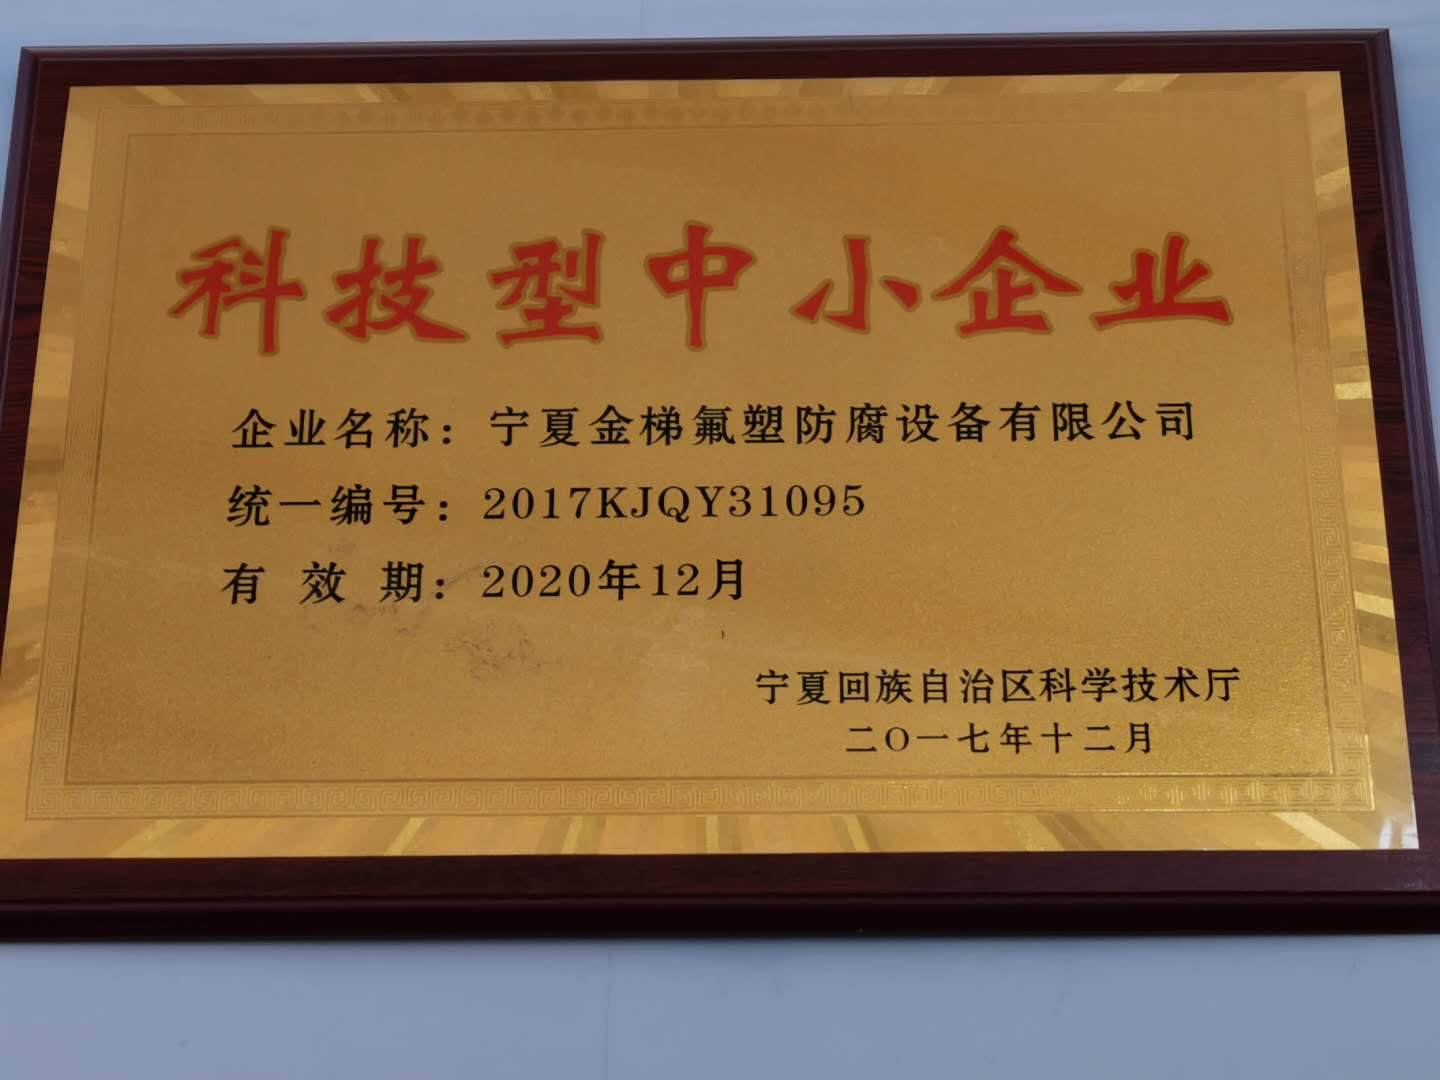 科技型中小企业
企业名称：宁夏金梯氟塑防腐设备有限公司
统一编号：2017KJQY31095
有效期：2020年12月
宁夏回族自治区科学技术厅
二〇一七年十二月